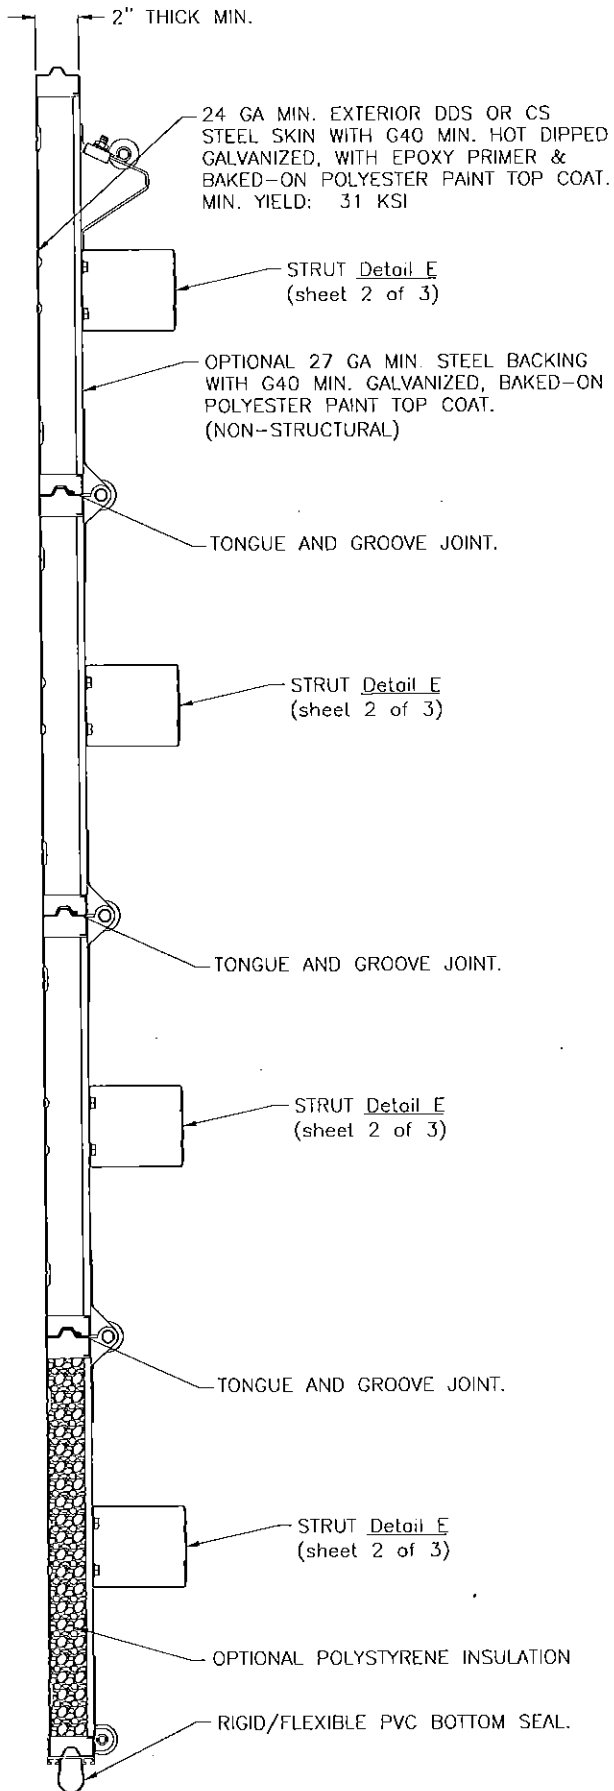 2" THICK MIN.
24 GA MIN. EXTERIOR DDS OR CS
STEEL SKIN WITH G40 MIN. HOT DIPPED
GALVANIZED, WITH EPOXY PRIMER &
BAKED-ON POLYESTER PAINT TOP COAT.
MIN. YIELD: 31 KSI
STRUT Detail E
(sheet 2 of 3)
OPTIONAL 27 GA MIN. STEEL BACKING
WITH G40 MIN. GALVANIZED, BAKED-ON
POLYESTER PAINT TOP COAT.
(NON-STRUCTURAL)
TONGUE AND GROOVE JOINT.
STRUT Detail E
(sheet 2 of 3)
TONGUE AND GROOVE JOINT.
STRUT Detail E
(sheet 2 of 3)
TONGUE AND GROOVE JOINT.
STRUT Detail E
(sheet 2 of 3)
OPTIONAL POLYSTYRENE INSULATION
RIGID/FLEXIBLE PVC BOTTOM SEAL.